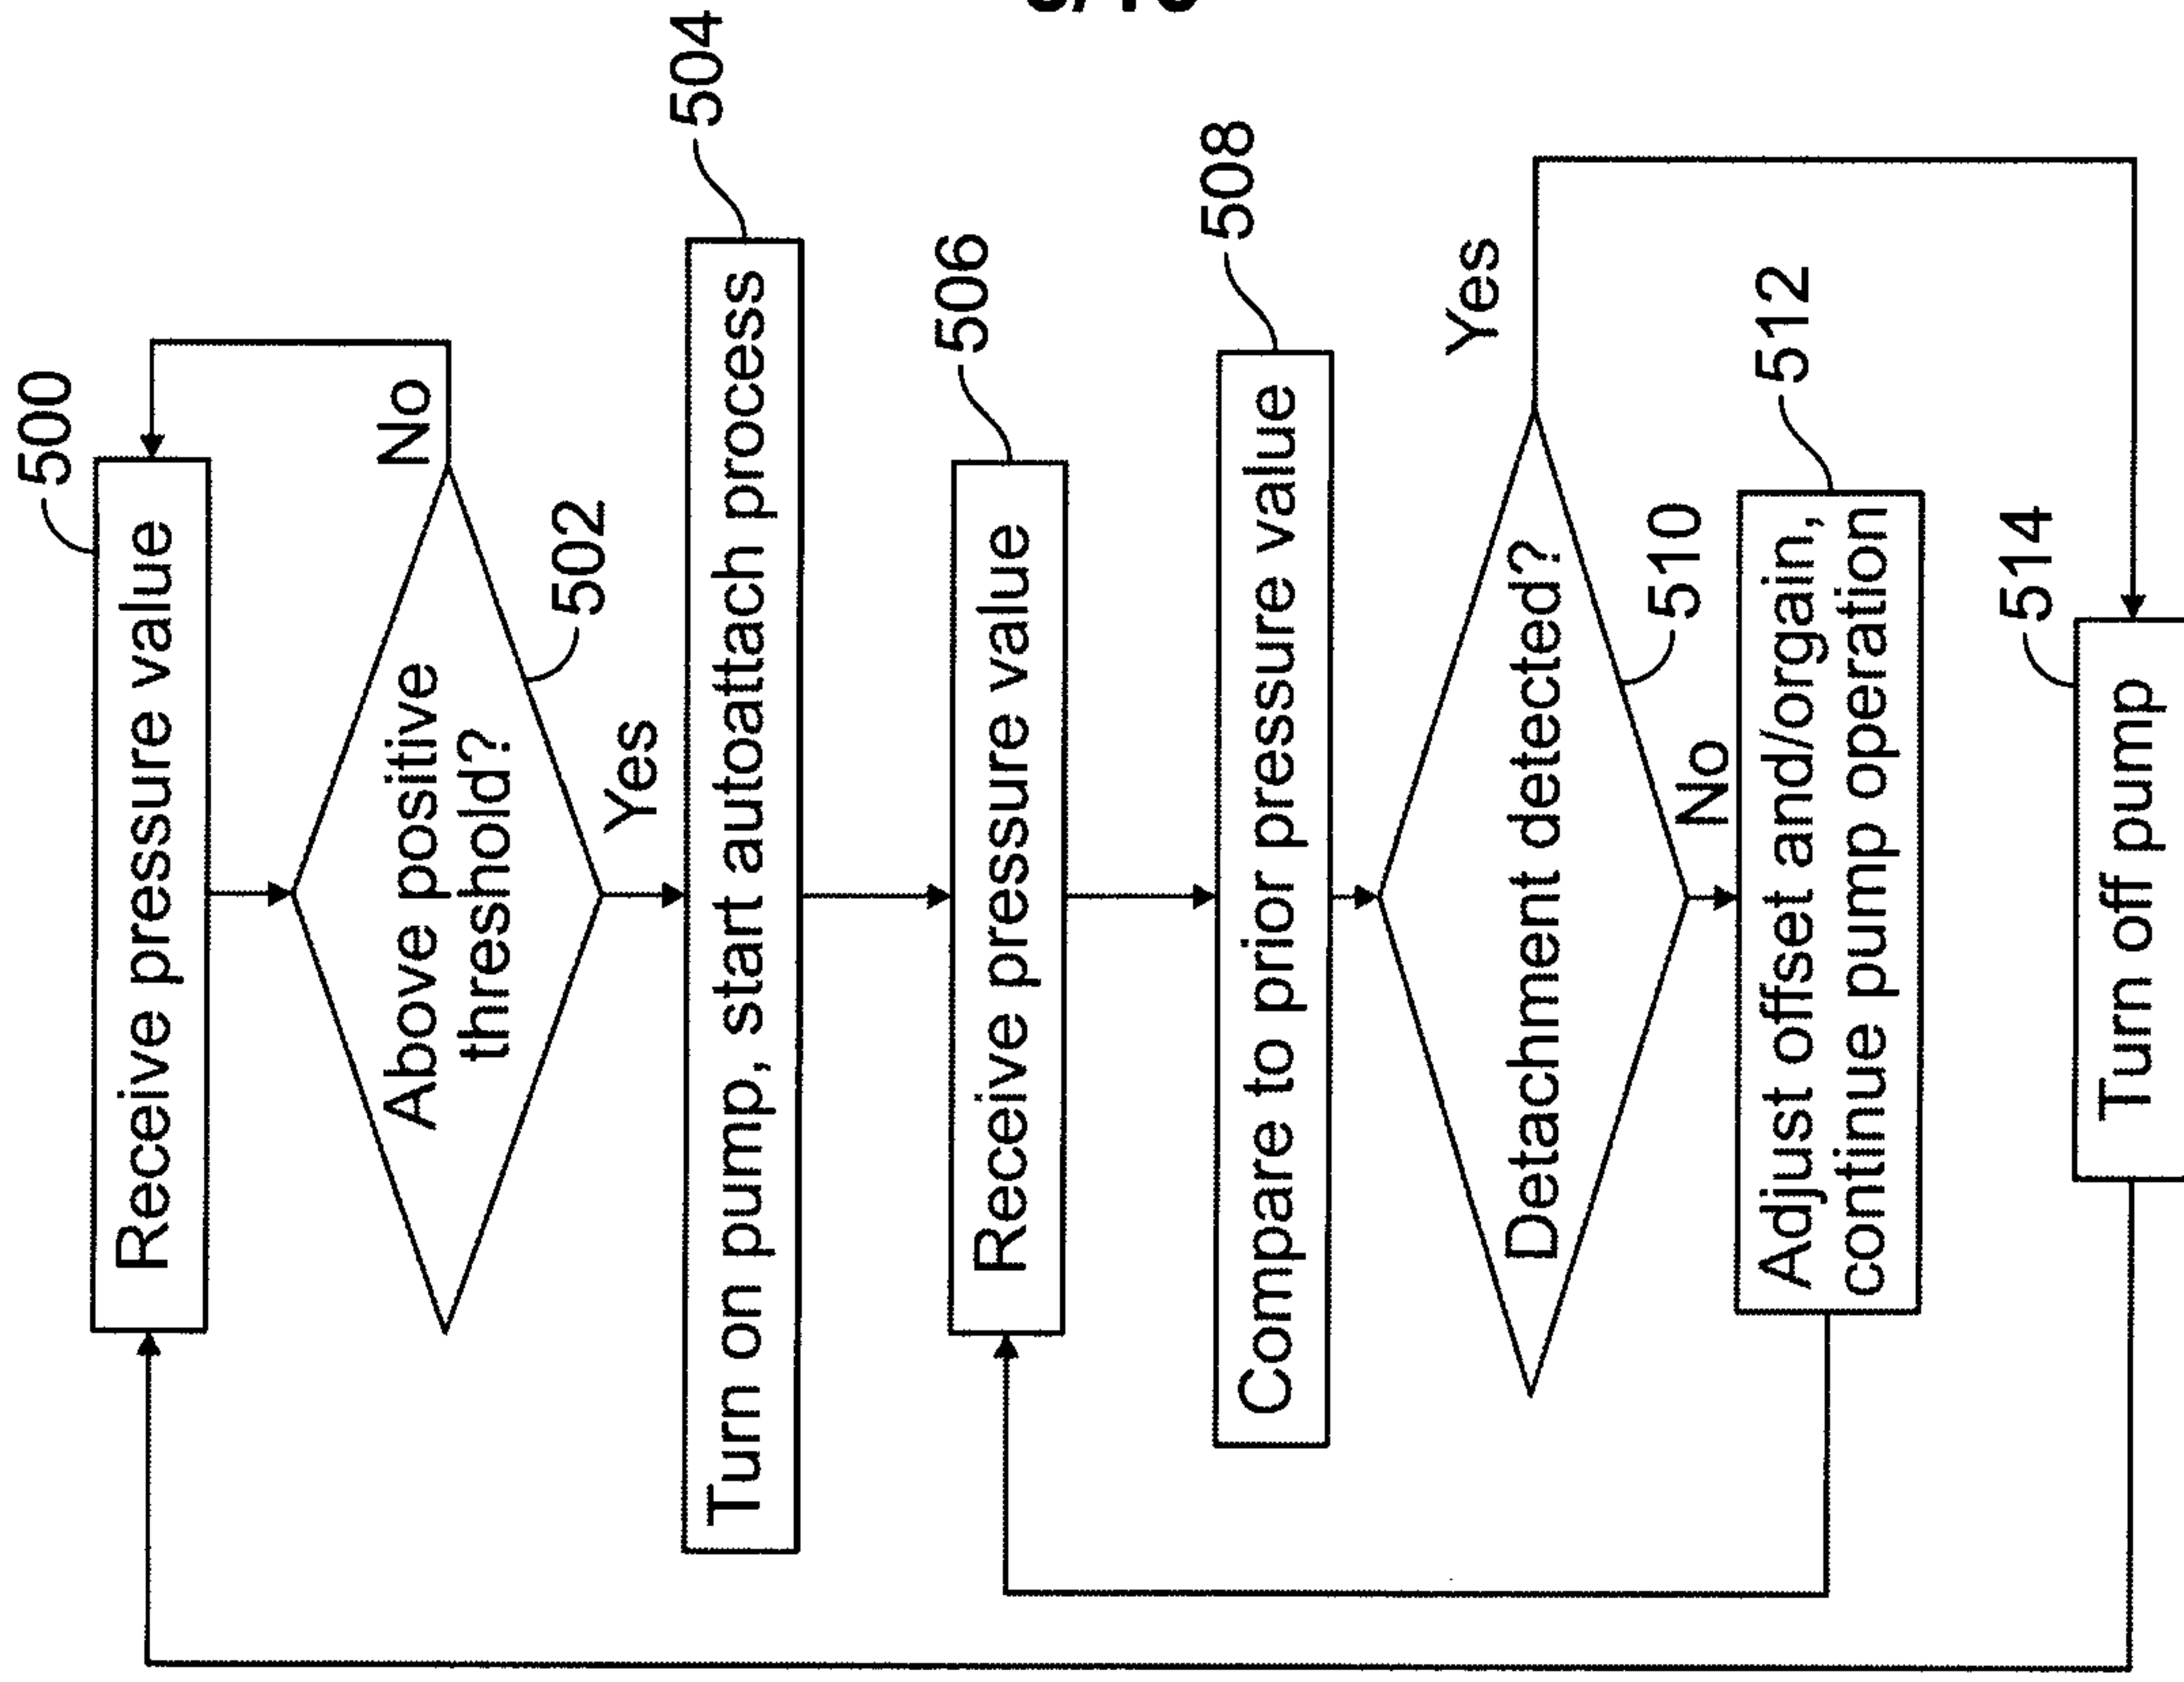 500
Receive pressure value
No
Above positive
threshold?
502
Yes
504
Turn on pump, start autoattach process
506
Receive pressure value
508
Compare to prior pressure value
Detachment detected?
Yes
510
No
512
Adjust offset and/orgain,
continue pump operation
514
Turn off pump